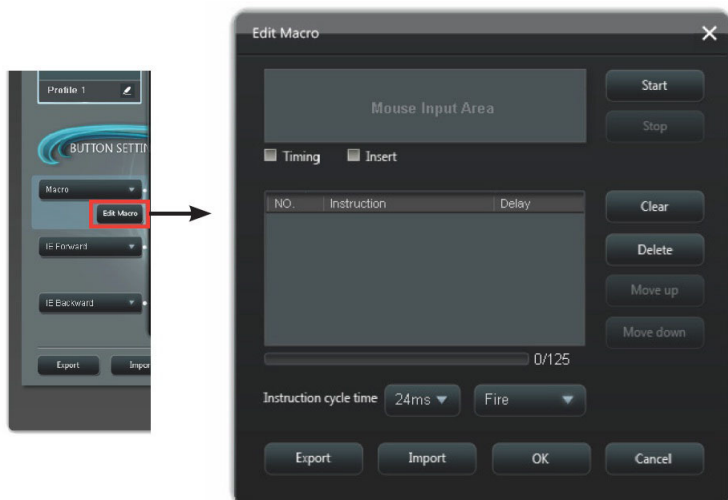 Profile 1
BUTTON SETTIN
Macro
Edit Macro
IE Forward
IE Backward
Export
Impor
Edit Macro
Mouse Input Area
Start
Stop
Timing
Insert
NO. Instruction Delay
Clear
Delete
Move up
Move down
0/125
Instruction cycle time 24ms Fire
Export Import OK Cancel